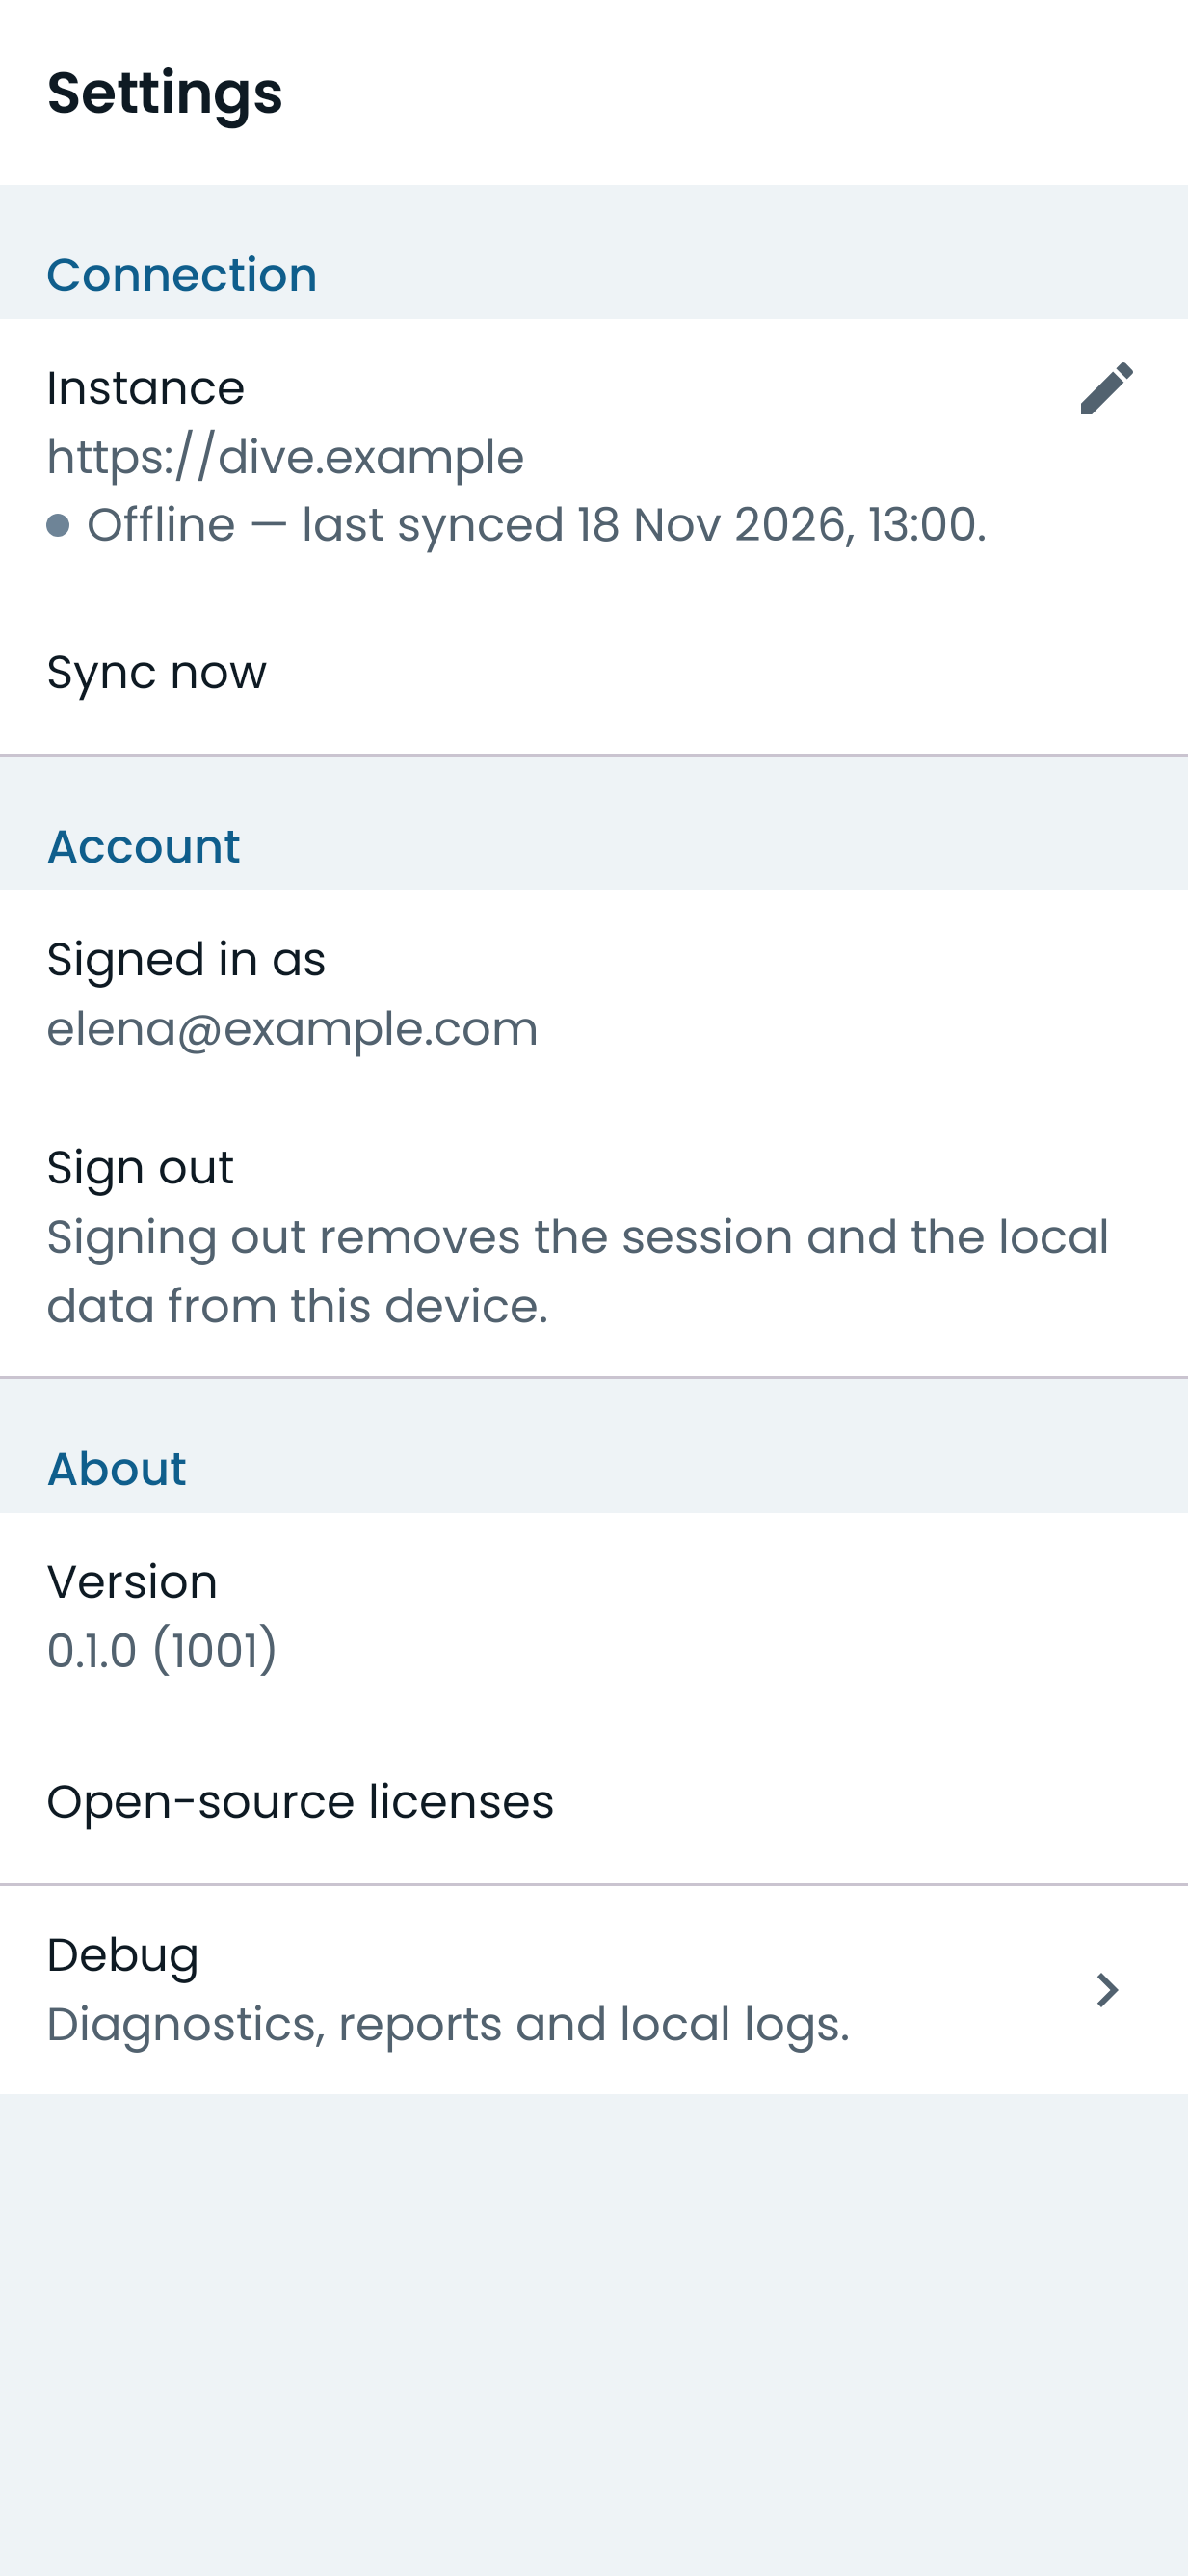 Settings
Connection
Instance
https://dive.example
Offline — last synced 18 Nov 2026, 13:00.
Sync now
Account
Signed in as
elena@example.com
Sign out
Signing out removes the session and the local
data from this device.
About
Version
0.1.0 (1001)
Open-source licenses
Debug
Diagnostics, reports and local logs.